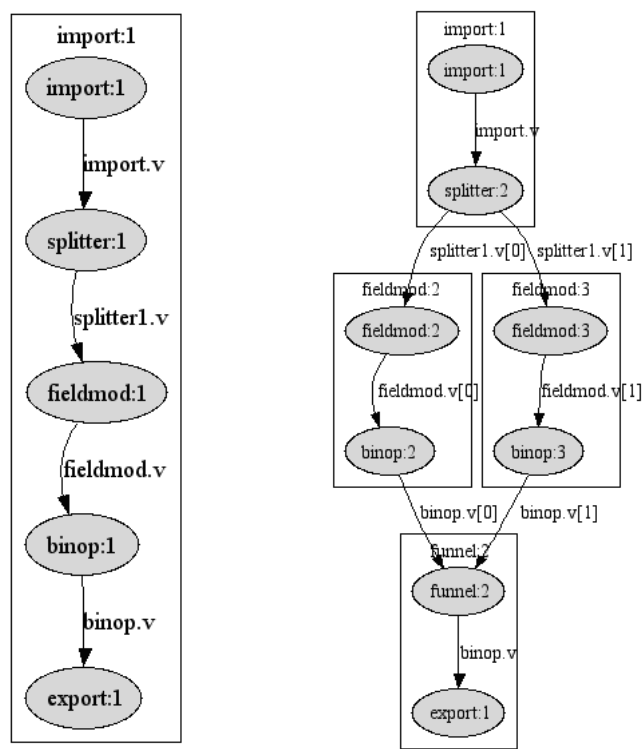 import:1
import:1
import.v
splitter:1
splitter1.v
fieldmod:1
fieldmod.v
binop:1
binop.v
export:1
import:1
import:1
import.v
splitter:2
splitter1.v[0] splitter1.v[1]
fieldmod:2 fieldmod:3
fieldmod:2 fieldmod:3
fieldmod.v[0] fieldmod.v[1]
binop:2 binop:3
binop.v[0] binop.v[1]
funnel:2
funnel:2
binop.v
export:1